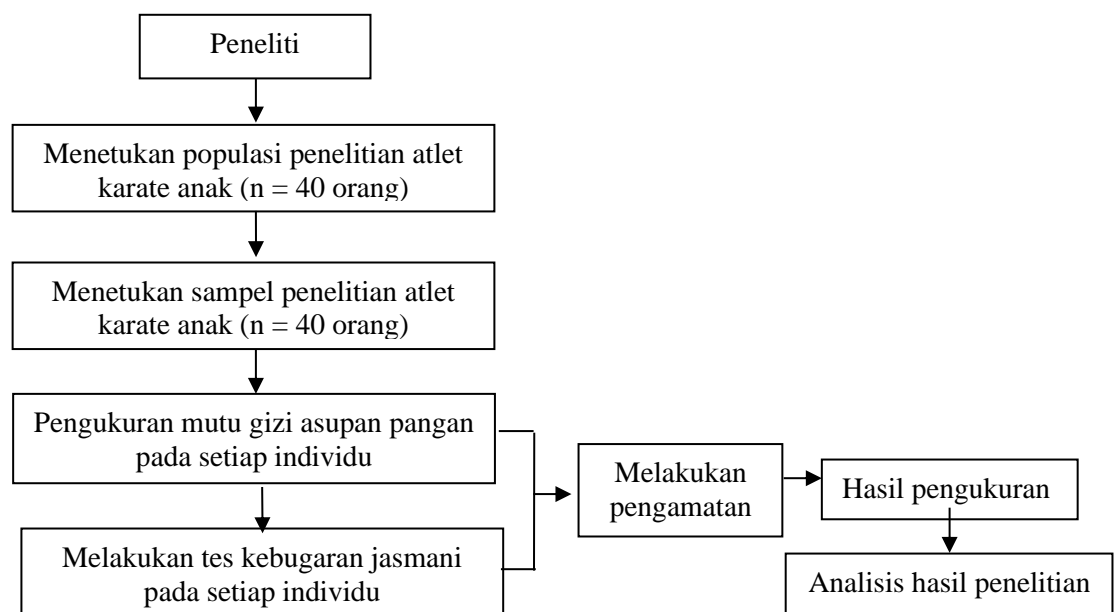 Peneliti
Menetukan populasi penelitian atlet
karate anak (n = 40 orang)
Menetukan sampel penelitian atlet
karate anak (n = 40 orang)
Pengukuran mutu gizi asupan pangan
pada setiap individu
Melakukan tes kebugaran jasmani
pada setiap individu
Melakukan
pengamatan
Hasil pengukuran
Analisis hasil penelitian